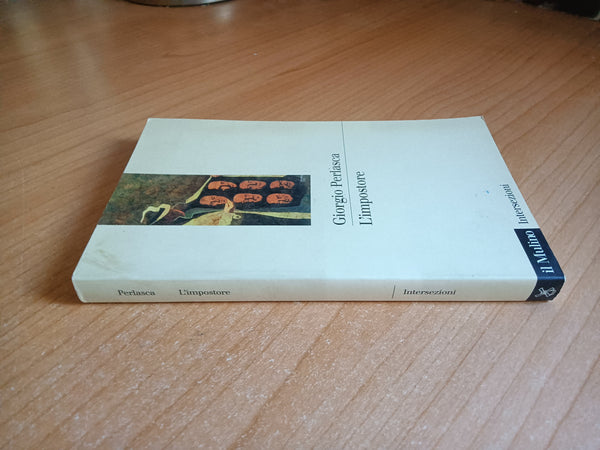 Giorgio Perlasca
L'impostore
Intersezioni
il Mulino
Perlasca L'impostore Intersezioni